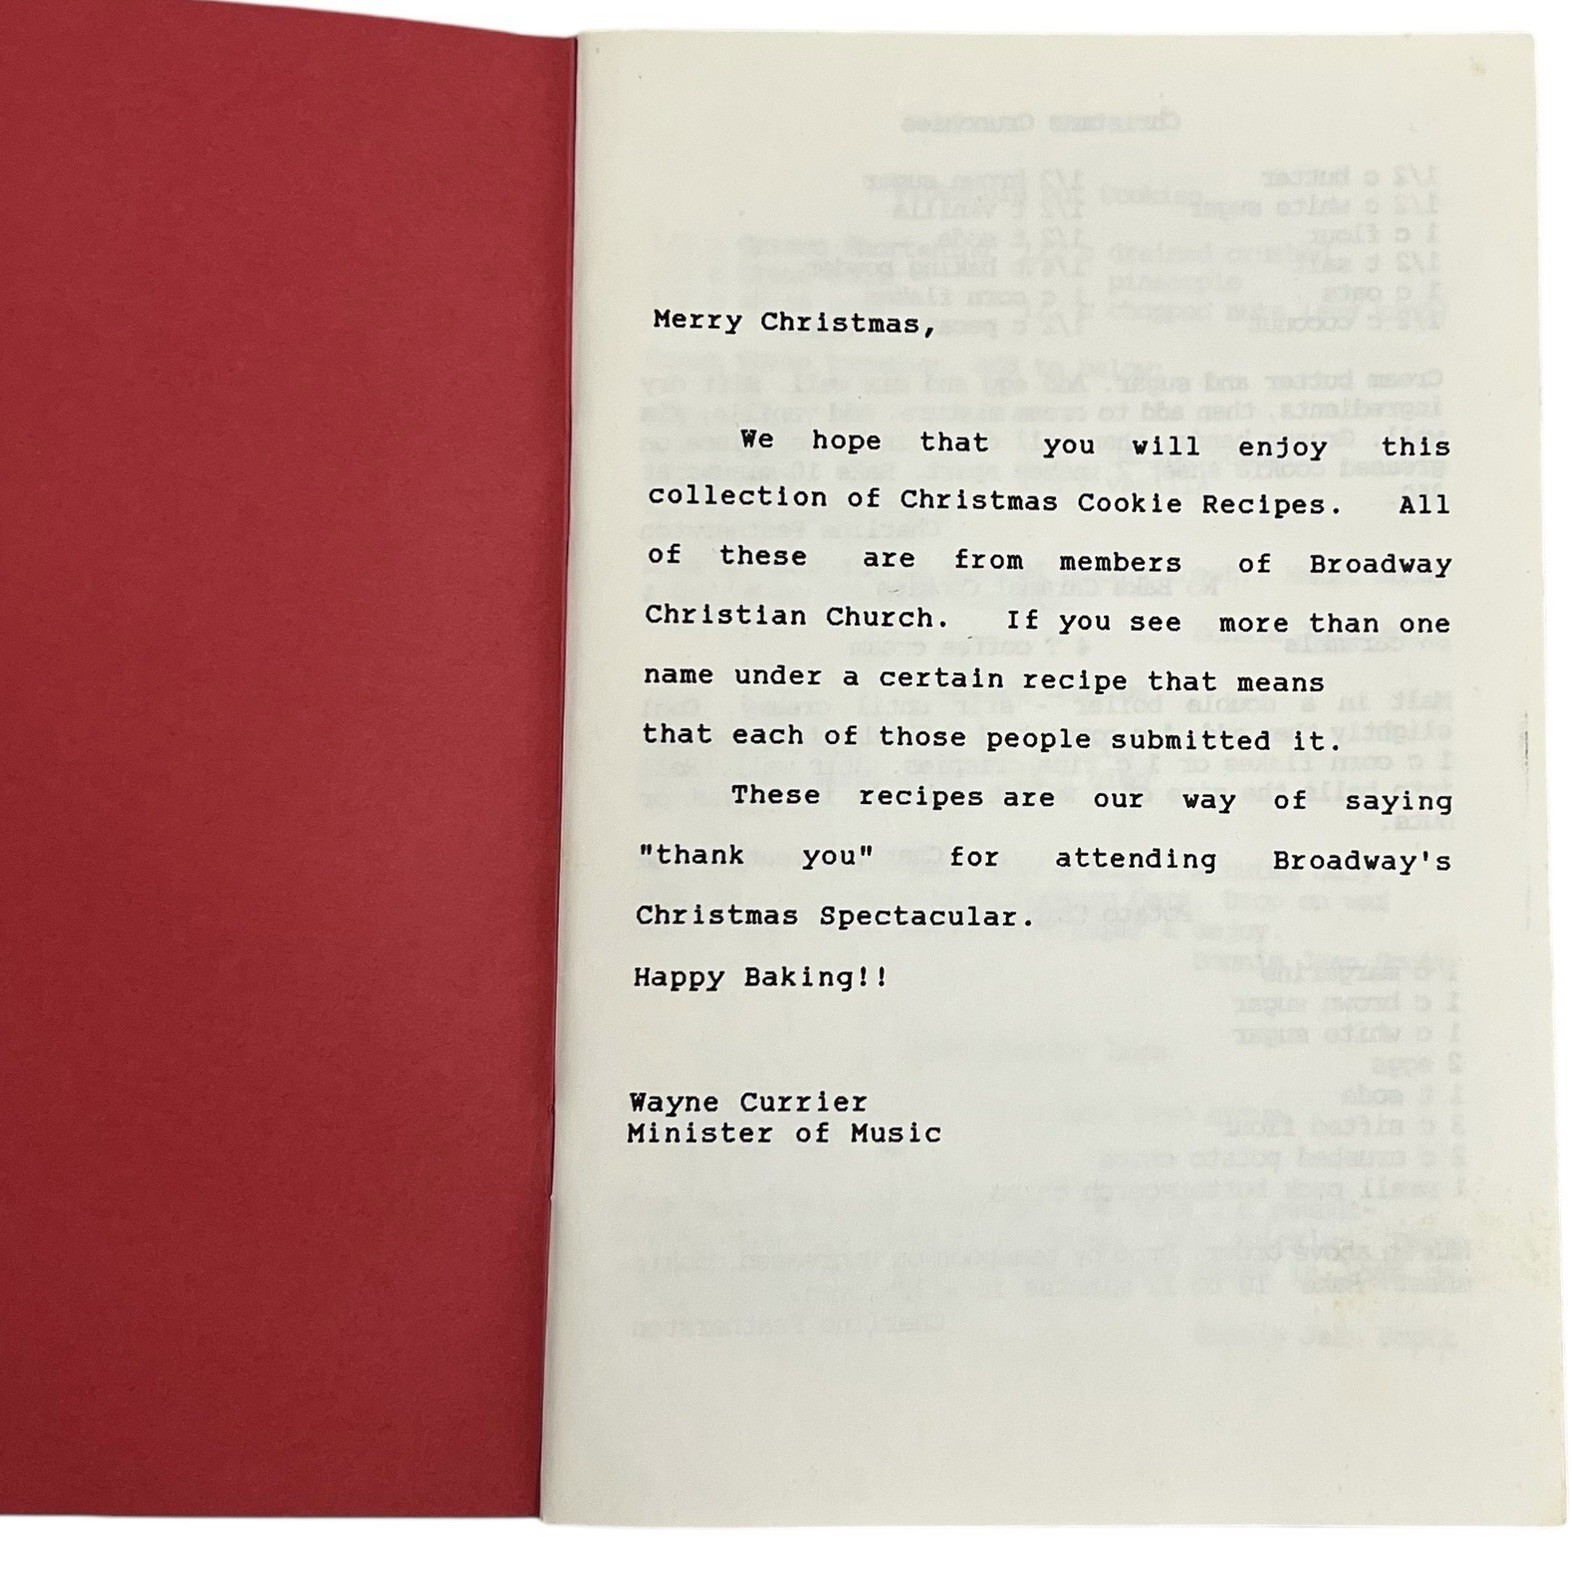 Merry Christmas,
We hope that you will enjoy this
collection of Christmas Cookie Recipes. All
of these are from members of Broadway
Christian Church. If you see more than one
name under a certain recipe that means
that each of those people submitted it.
These recipes are our way of saying
"thank you" for attending Broadway's
Christmas Spectacular.
Happy Baking!!
Wayne Currier
Minister of Music